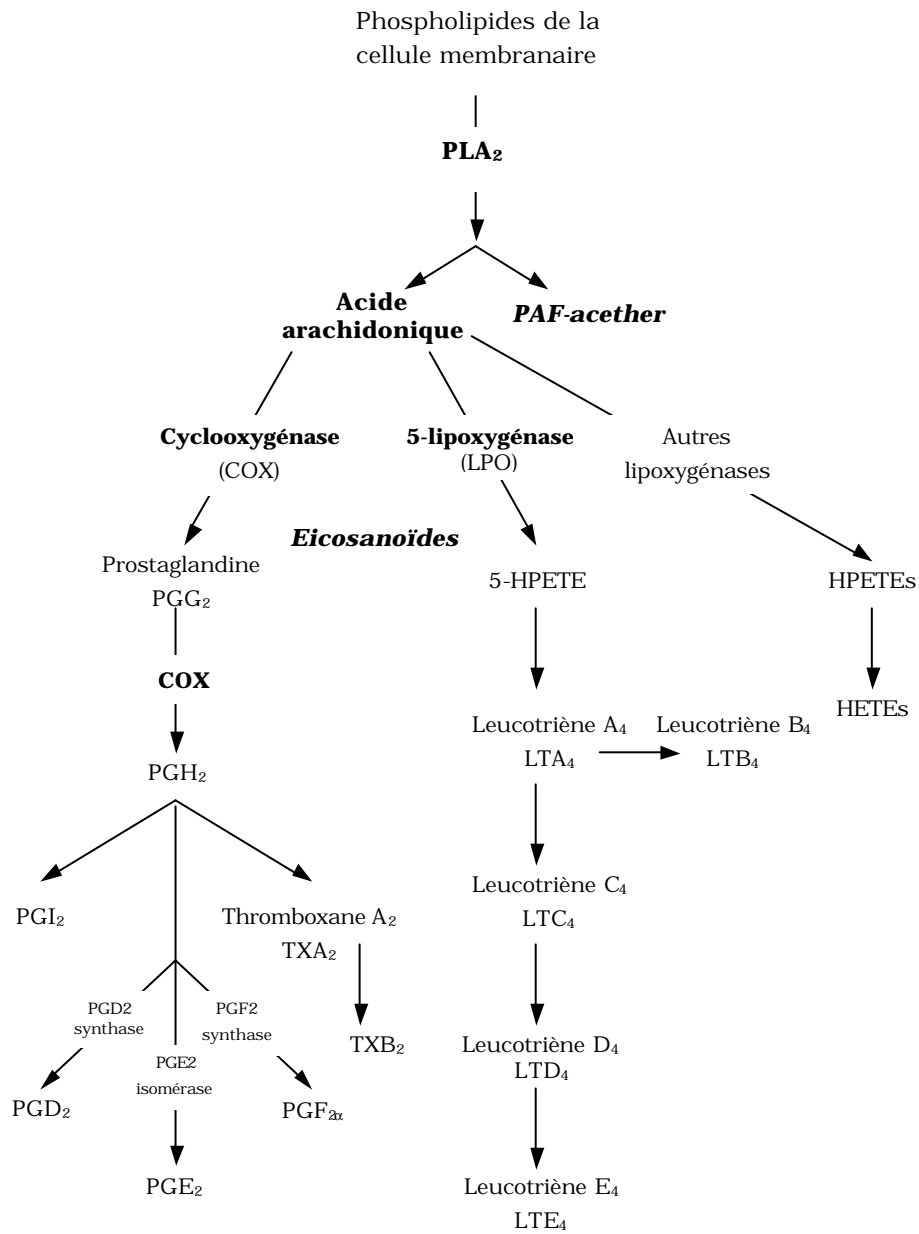 Phospholipides de la
cellule membranaire
PLA₂
Acide
arachidonique
PAF-acether
Cyclooxygénase
(COX)
5-lipoxygénase
(LPO)
Autres
lipoxygénases
Eicosanoïdes
Prostaglandine
PGG₂
5-HPETE
HPETEs
COX
HETEs
Leucotriène A₄
LTA₄
Leucotriène B₄
LTB₄
PGH₂
Leucotriène C₄
LTC₄
PGI₂
Thromboxane A₂
TXA₂
PGD2
synthase
PGF2
synthase
PGE2
isomérase
TXB₂
Leucotriène D₄
LTD₄
PGD₂
PGF₂α
PGE₂
Leucotriène E₄
LTE₄